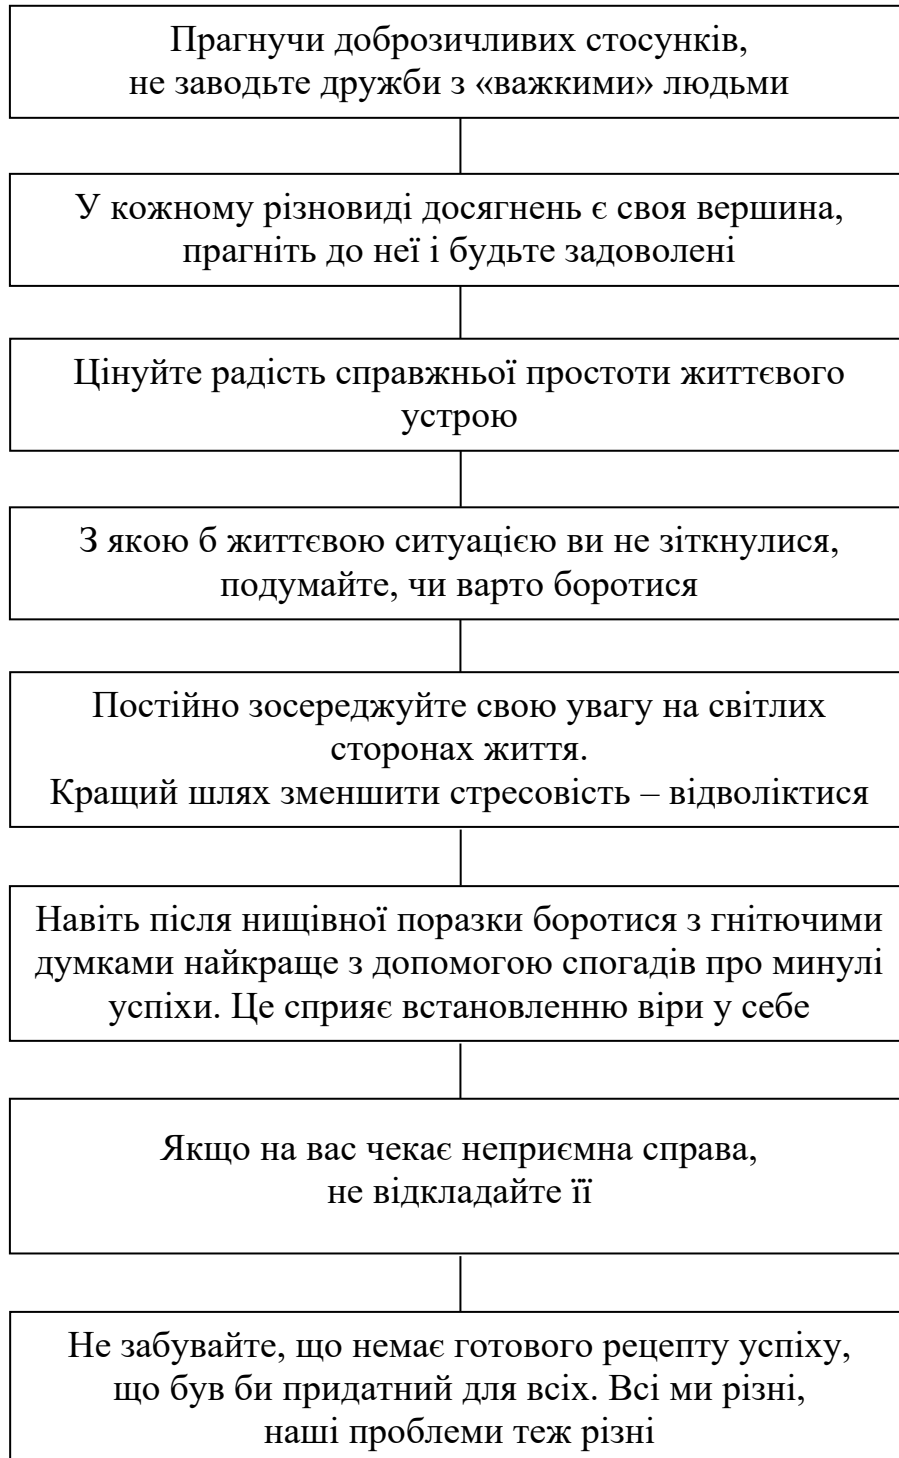 Прагнучи доброзичливих стосунків,
не заводьте дружби з «важкими» людьми
У кожному різновиді досягнень є своя вершина,
прагніть до неї і будьте задоволені
Цінуйте радість справжньої простоти життєвого
устрою
З якою б життєвою ситуацією ви не зіткнулися,
подумайте, чи варто боротися
Постійно зосереджуйте свою увагу на світлих
сторонах життя.
Кращий шлях зменшити стресовість – відволіктися
Навіть після нищівної поразки боротися з гнітючими
думками найкраще з допомогою спогадів про минулі
успіхи. Це сприяє встановленню віри у себе
Якщо на вас чекає неприємна справа,
не відкладайте її
Не забувайте, що немає готового рецепту успіху,
що був би придатний для всіх. Всі ми різні,
наші проблеми теж різні